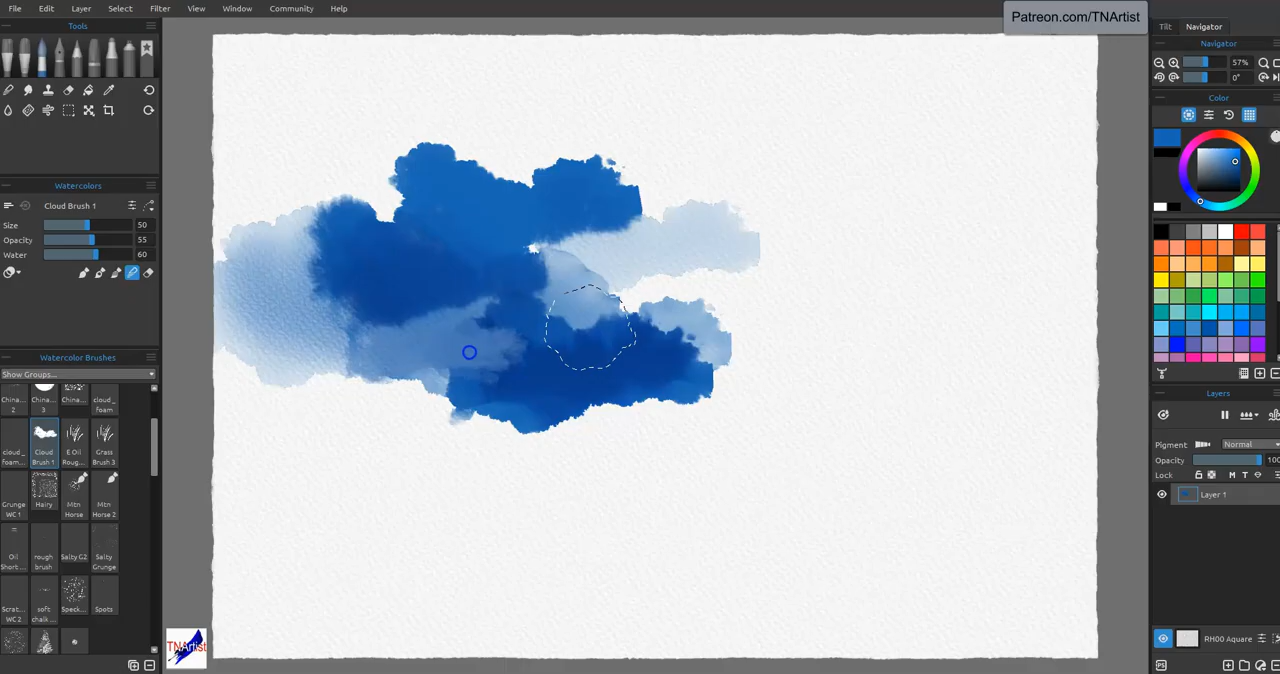 File Edit Layer Select Filter View Window Community Help
Patreon.com/TNArtist
Tools
Watercolors
Cloud Brush 1
Size 50
Opacity 55
Water 60
Watercolor Brushes
Show Groups...
China... 2
China... 3
China...
cloud_ Foam
cloud_ foam...
Cloud Brush 1
E Oil Roug...
Grass Brush 3
Grunge WC 1
Hairy
Mtn Horse
Mtn Horse 2
Oil Short ...
rough brush
Salty G2
Salty Grunge
Scrat... WC 2
soft chalk ...
Speck...
Spots
TNArtist
Tilt Navigator
Navigator
57%
0°
Color
Layers
Pigment: Normal
Opacity 100
Lock M T
Layer 1
RH00 Aquare